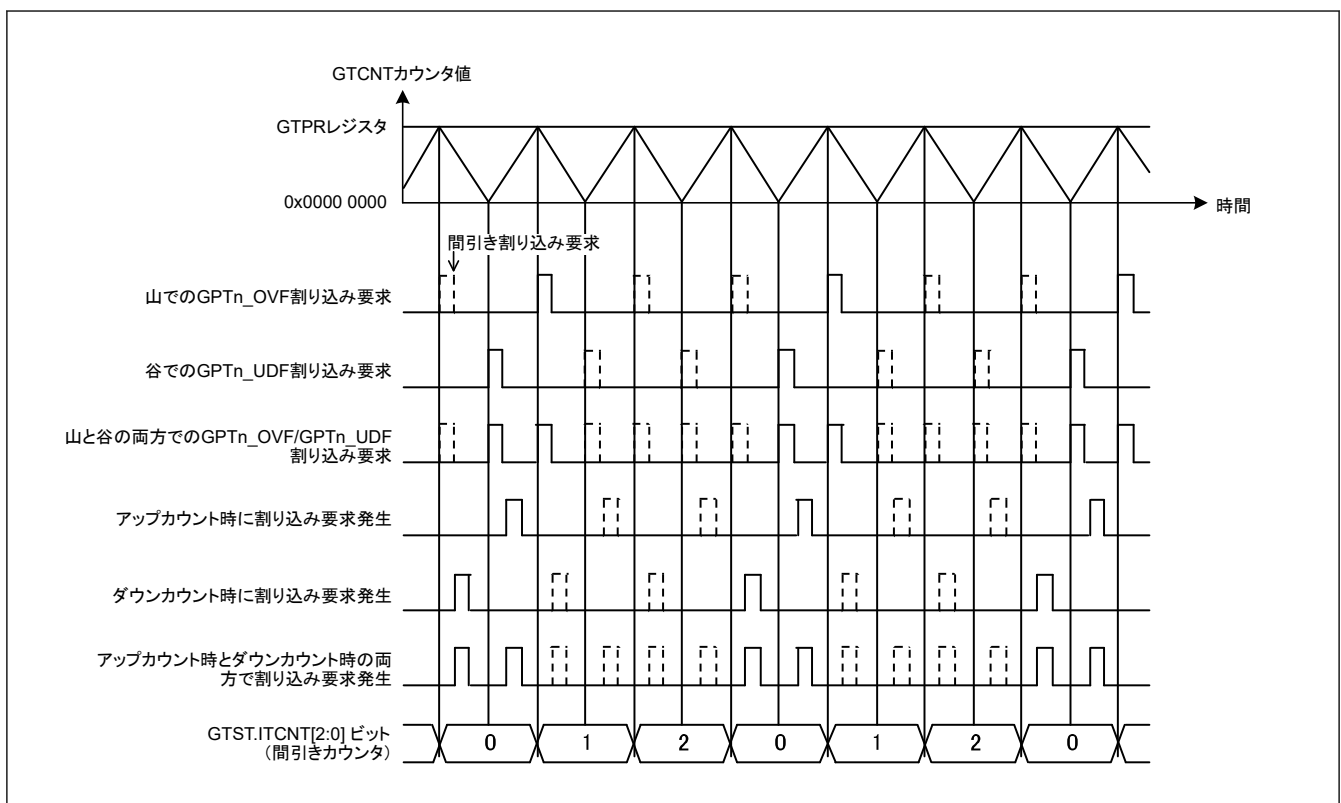 GTCNTカウンタ値
GTPRレジスタ
0x0000 0000
時間
間引き割り込み要求
山でのGPTn_OVF割り込み要求
谷でのGPTn_UDF割り込み要求
山と谷の両方でのGPTn_OVF/GPTn_UDF
割り込み要求
アップカウント時に割り込み要求発生
ダウンカウント時に割り込み要求発生
アップカウント時とダウンカウント時の両
方で割り込み要求発生
GTST.ITCNT[2:0] ビット
（間引きカウンタ）
0 1 2 0 1 2 0